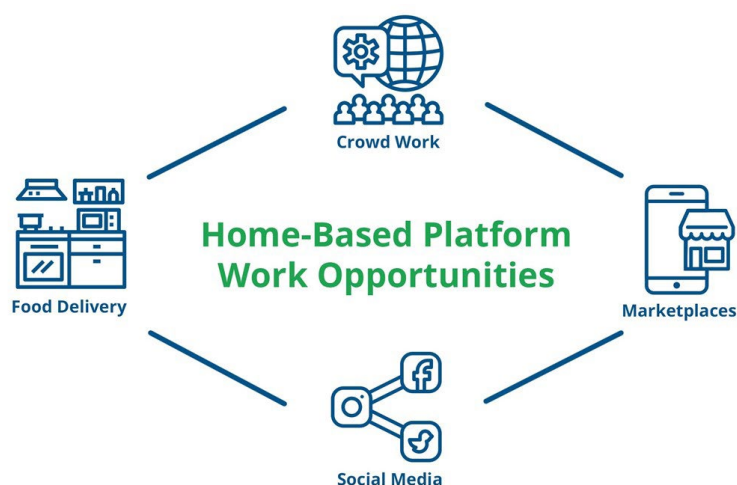 Crowd Work
Home-Based Platform
Work Opportunities
Food Delivery
Marketplaces
Social Media